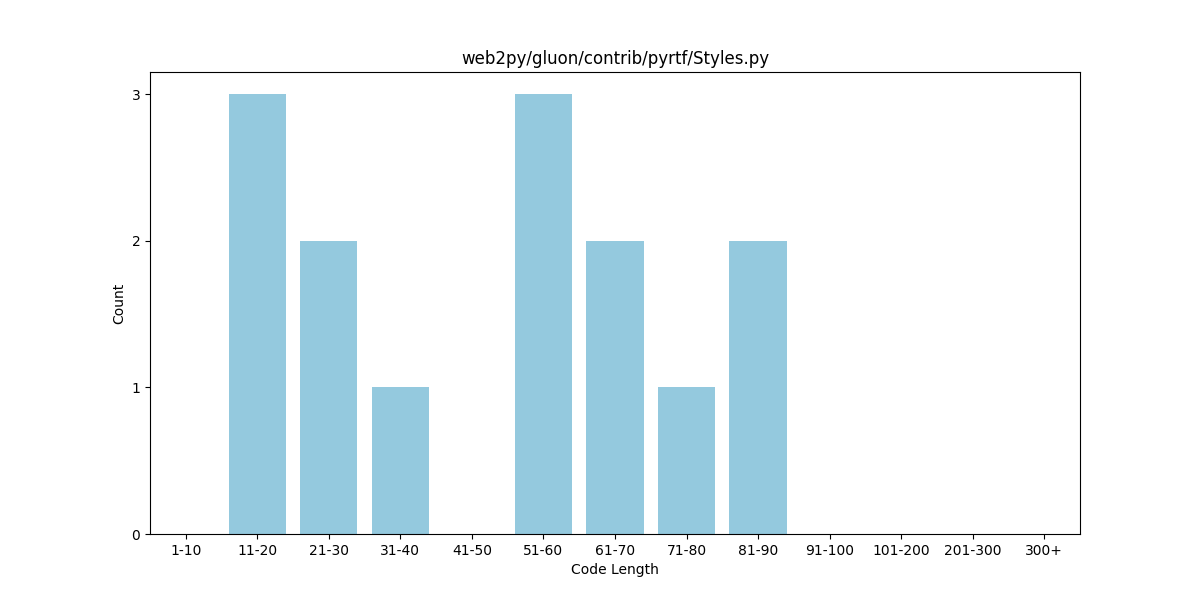 web2py/gluon/contrib/pyrtf/Styles.py
Count
3
2
1
0
1-10 11-20 21-30 31-40 41-50 51-60 61-70 71-80 81-90 91-100 101-200 201-300 300+
Code Length